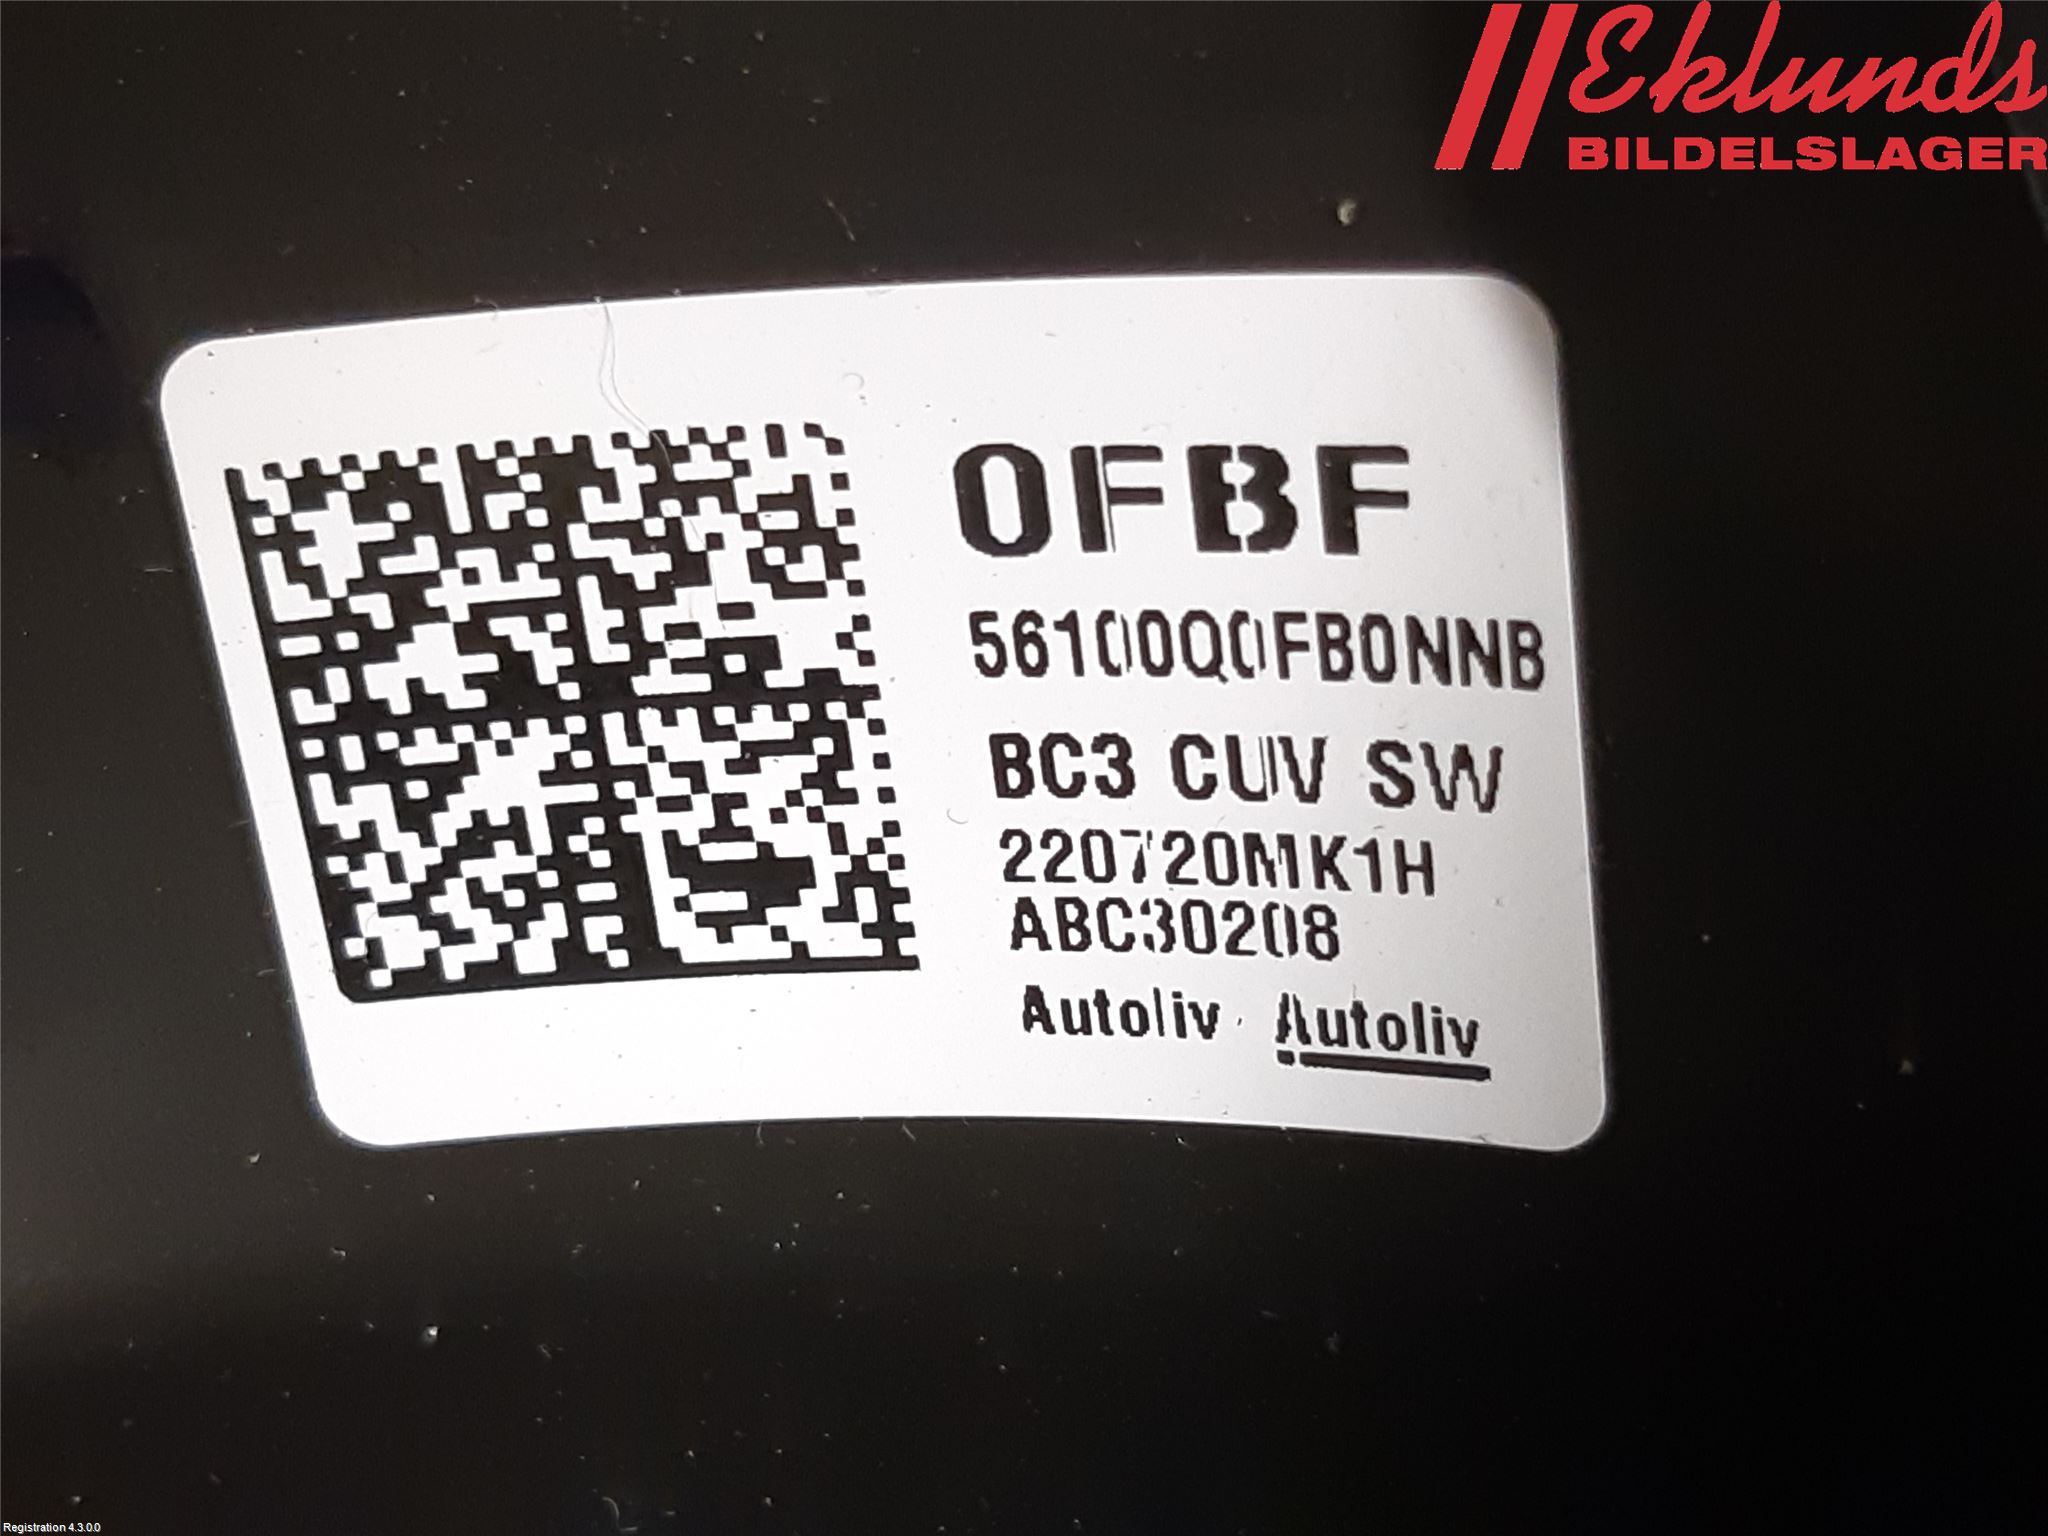 Eklunds
BILDELSLAGER
0FBF
56100Q0FB0NNB
BC3 CUV SW
220720MK1H
ABC30208
Autoliv Autoliv
Registration 4.3.0.0